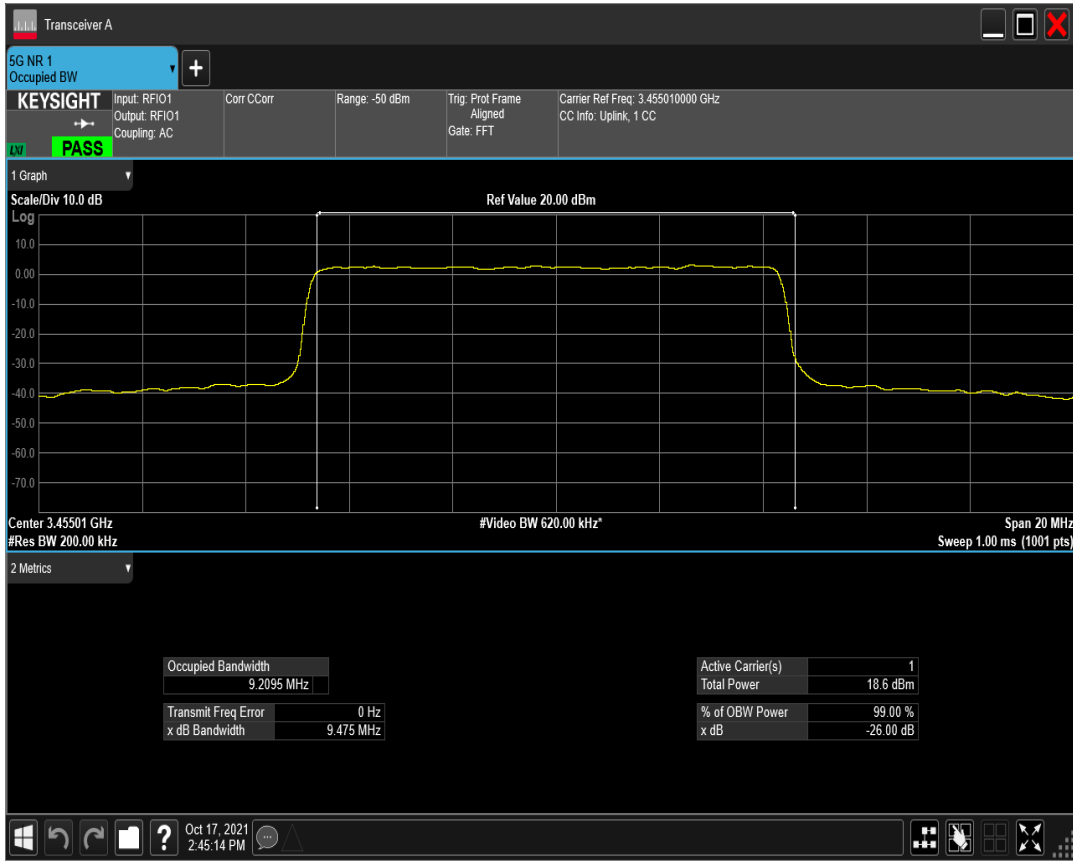 Transceiver A
5G NR 1
Occupied BW
+
KEYSIGHT
Input: RFIO1
Output: RFIO1
Coupling: AC
Corr CCorr
Range: -50 dBm
Trig: Prot Frame
Aligned
Gate: FFT
Carrier Ref Freq: 3.455010000 GHz
CC Info: Uplink, 1 CC
LXI
PASS
1 Graph
Scale/Div 10.0 dB
Ref Value 20.00 dBm
Log
10.0
0.00
-10.0
-20.0
-30.0
-40.0
-50.0
-60.0
-70.0
Center 3.45501 GHz
#Video BW 620.00 kHz*
Span 20 MHz
#Res BW 200.00 kHz
Sweep 1.00 ms (1001 pts)
2 Metrics
Occupied Bandwidth
9.2095 MHz
Transmit Freq Error 0 Hz
x dB Bandwidth 9.475 MHz
Active Carrier(s) 1
Total Power 18.6 dBm
% of OBW Power 99.00 %
x dB -26.00 dB
?
Oct 17, 2021
2:45:14 PM